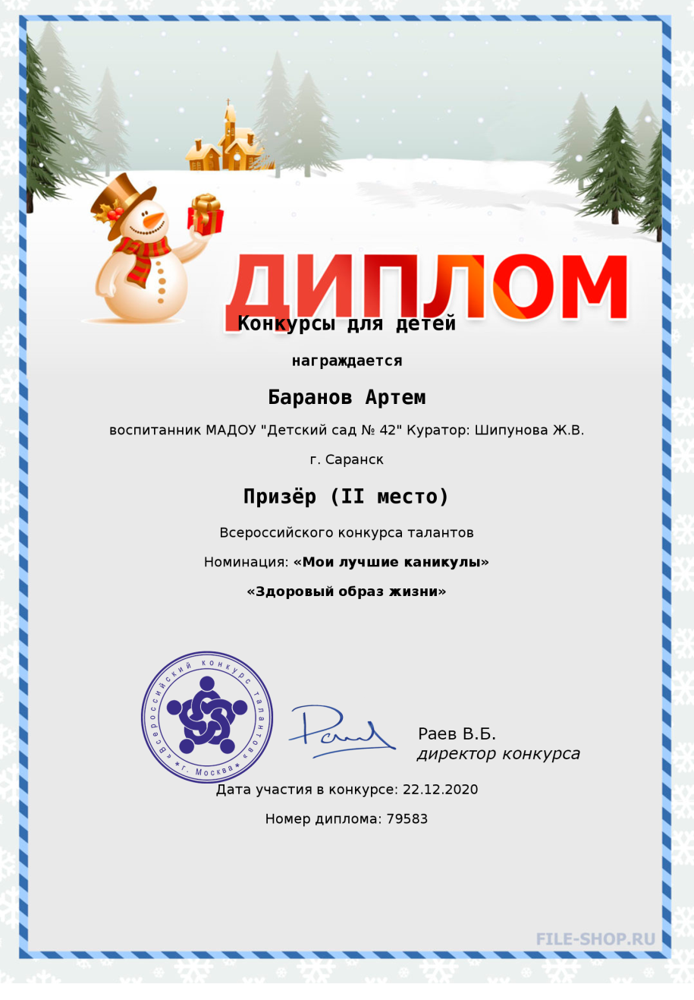 ДИПЛОМ
Конкурсы для детей
награждается
Баранов Артем
воспитанник МАДОУ "Детский сад № 42" Куратор: Шипунова Ж.В.
г. Саранск
Призёр (II место)
Всероссийского конкурса талантов
Номинация: «Мои лучшие каникулы»
«Здоровый образ жизни»
«Всероссийский конкурс талантов»
* г. Москва *
Раев В.Б.
директор конкурса
Дата участия в конкурсе: 22.12.2020
Номер диплома: 79583
FILE-SHOP.RU